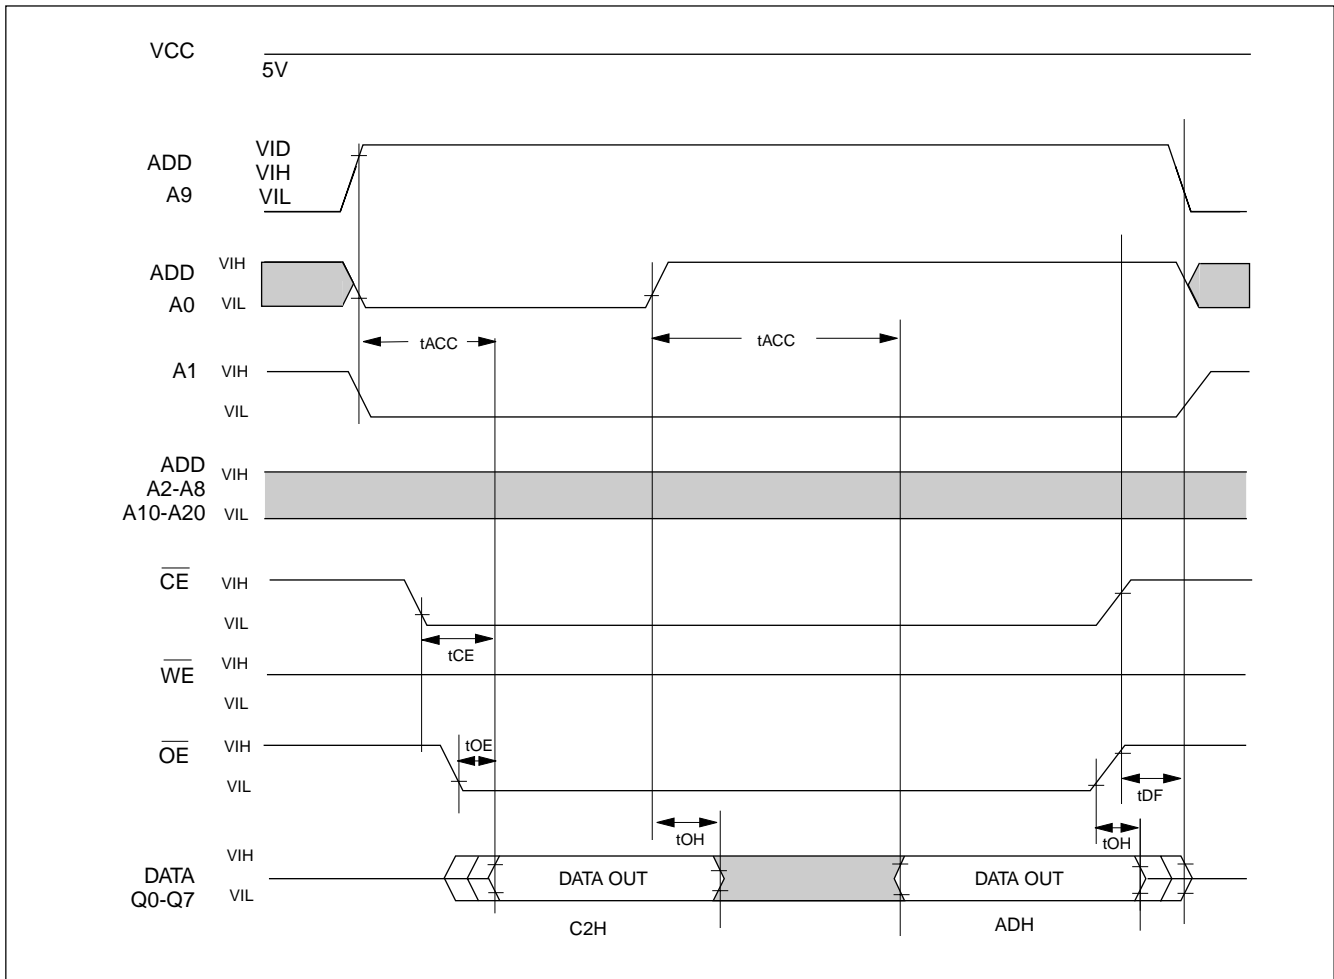 VCC
5V
ADD
A9
VID
VIH
VIL
ADD
A0
VIH
VIL
tACC
tACC
A1
VIH
VIL
ADD
A2-A8
A10-A20
VIH
VIL
CE
VIH
VIL
tCE
WE
VIH
VIL
OE
VIH
VIL
tOE
tDF
tOH
tOH
DATA
Q0-Q7
VIH
VIL
DATA OUT
DATA OUT
C2H
ADH